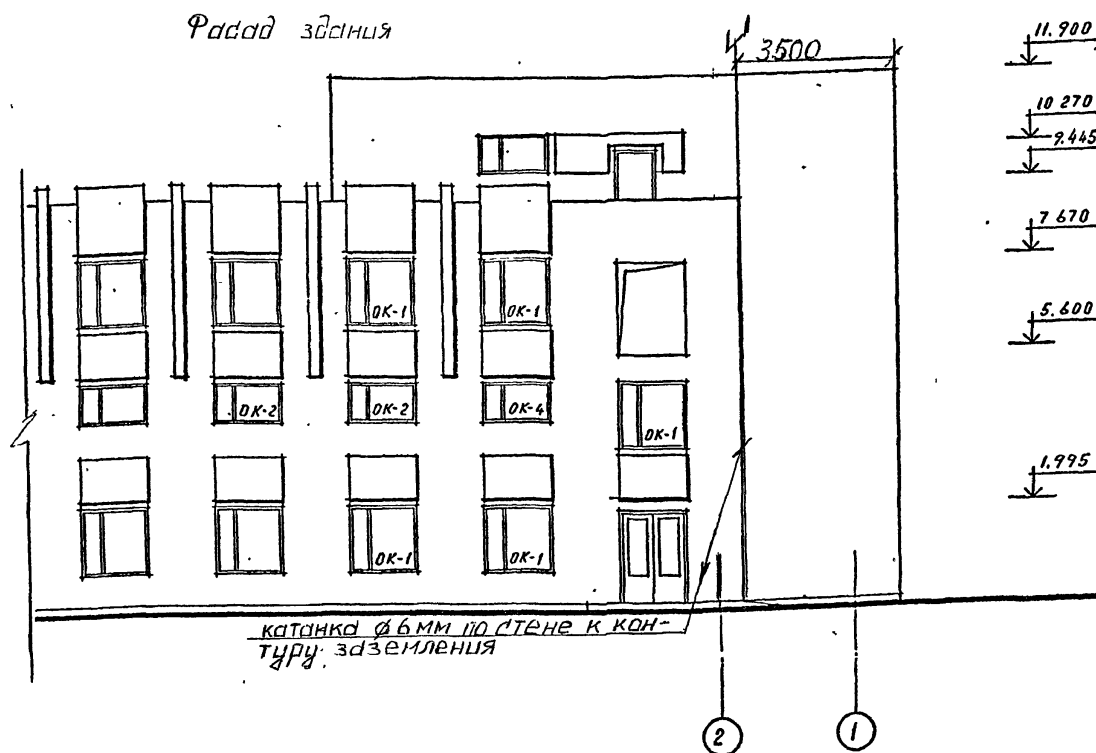 Фасад здания
3500
11.900
10 270
9.445
7 670
ОК-1
ОК-1
5.600
ОК-2
ОК-2
ОК-4
ОК-1
1.995
ОК-1
ОК-1
катанка ⌀6мм по стене к кон-
туру заземления
2
1